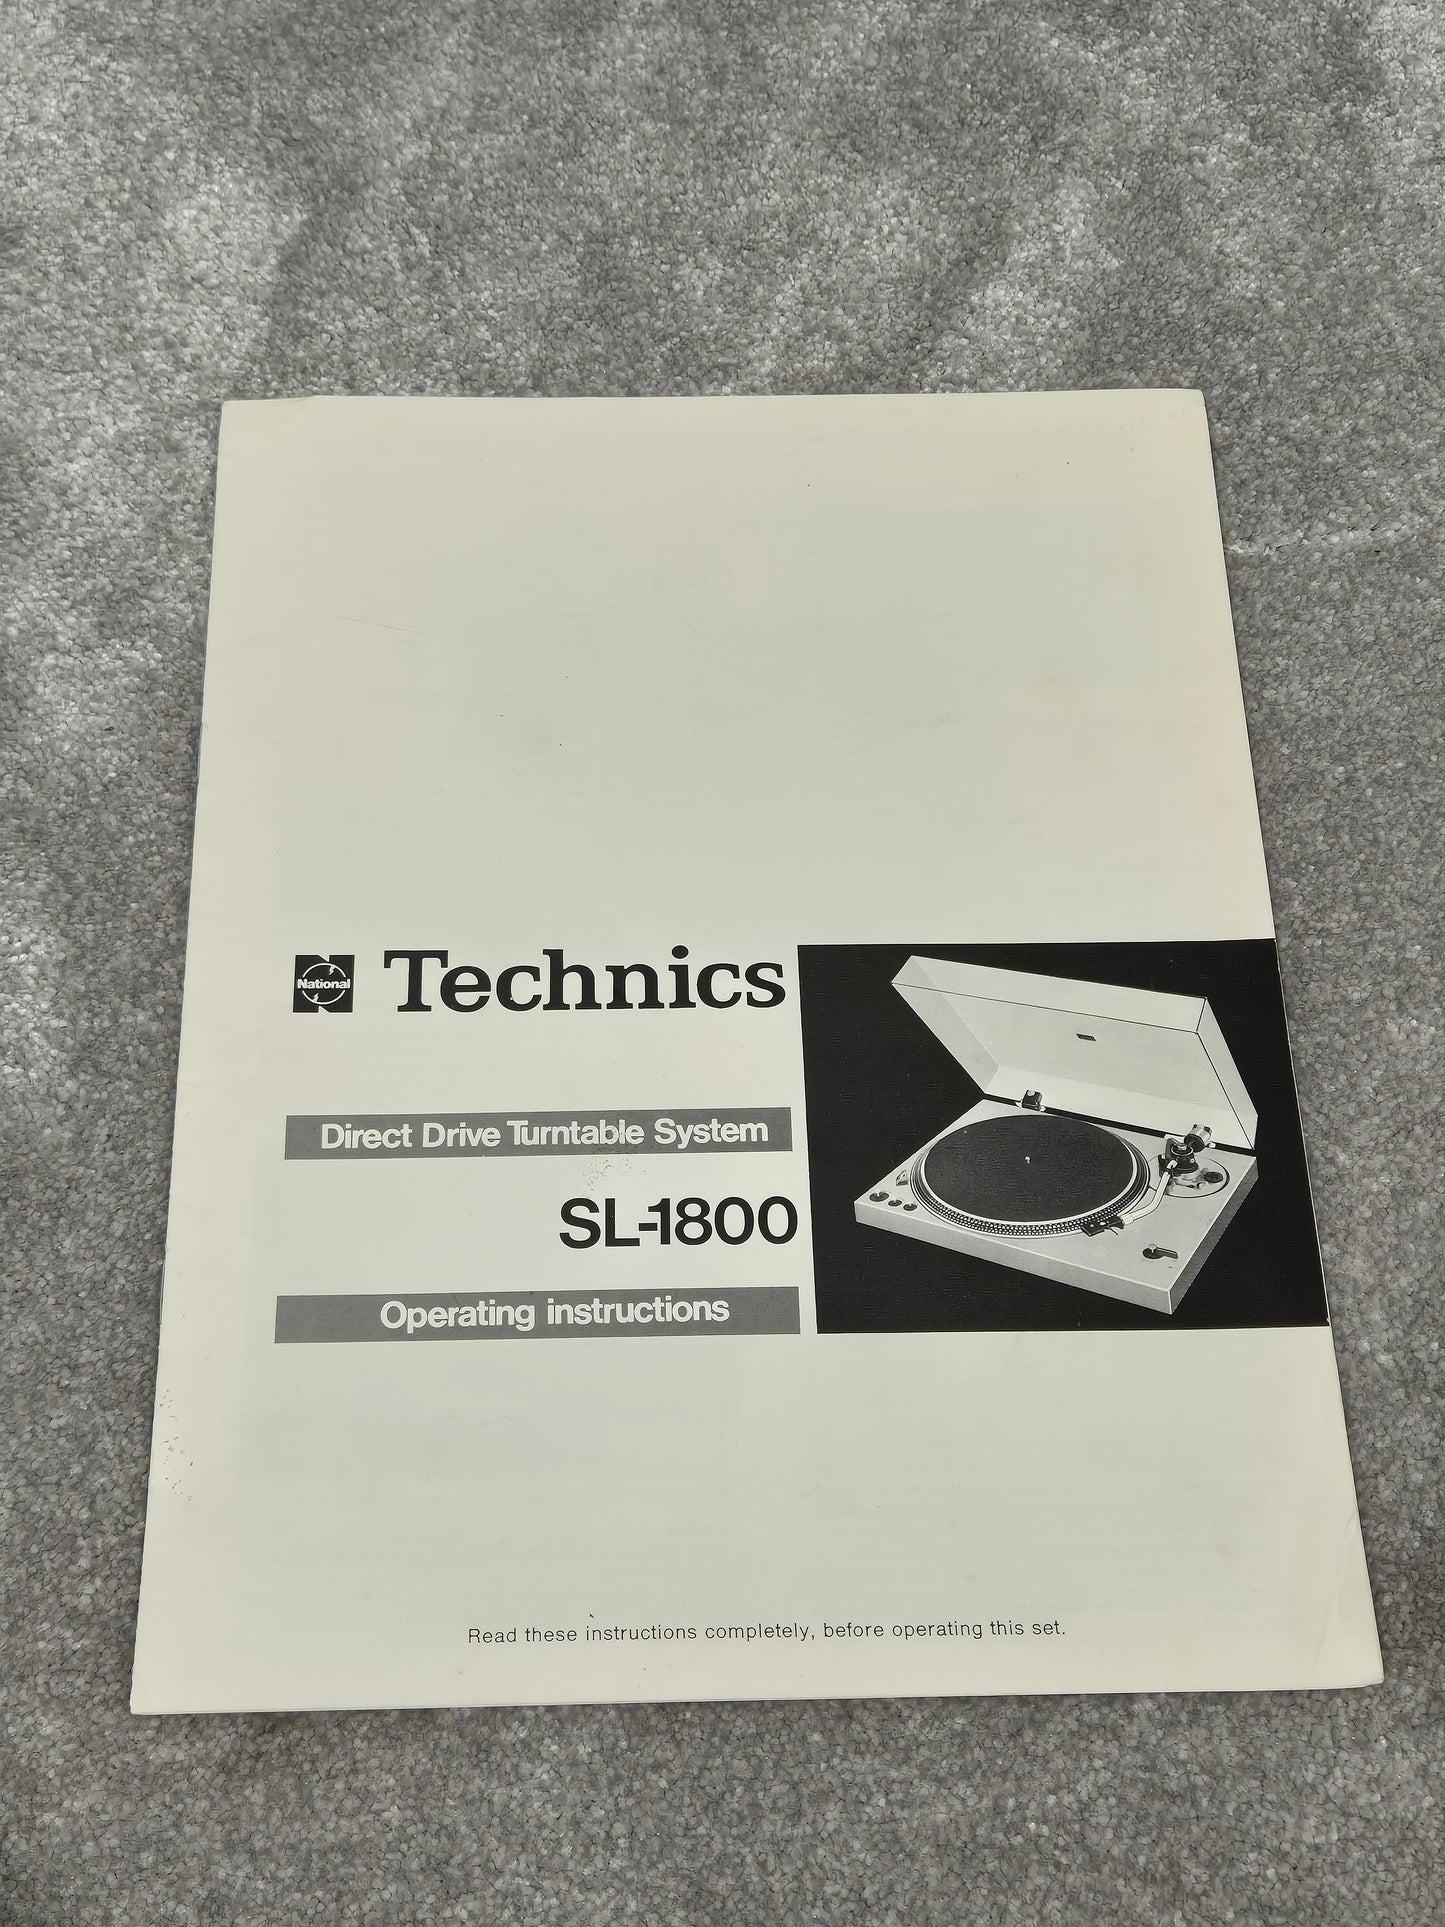 National
Technics
Direct Drive Turntable System
SL-1800
Operating instructions
Read these instructions completely, before operating this set.